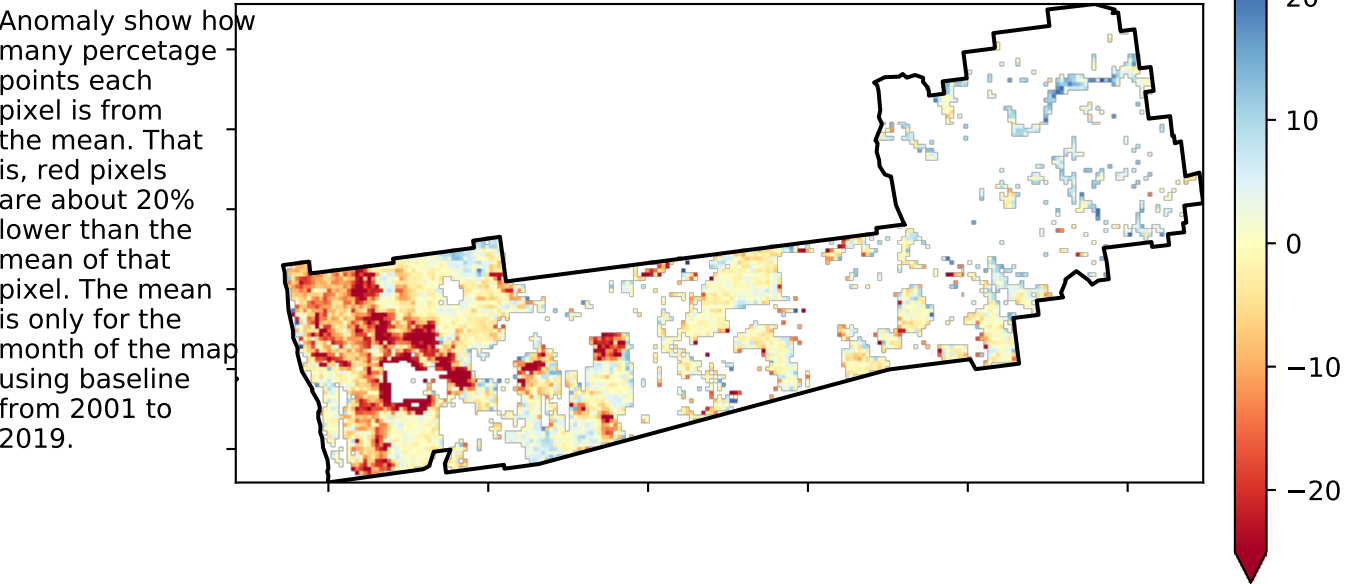 Anomaly show how
many percetage
points each
pixel is from
the mean. That
is, red pixels
are about 20%
lower than the
mean of that
pixel. The mean
is only for the
month of the map
using baseline
from 2001 to
2019.
20
10
0
−10
−20